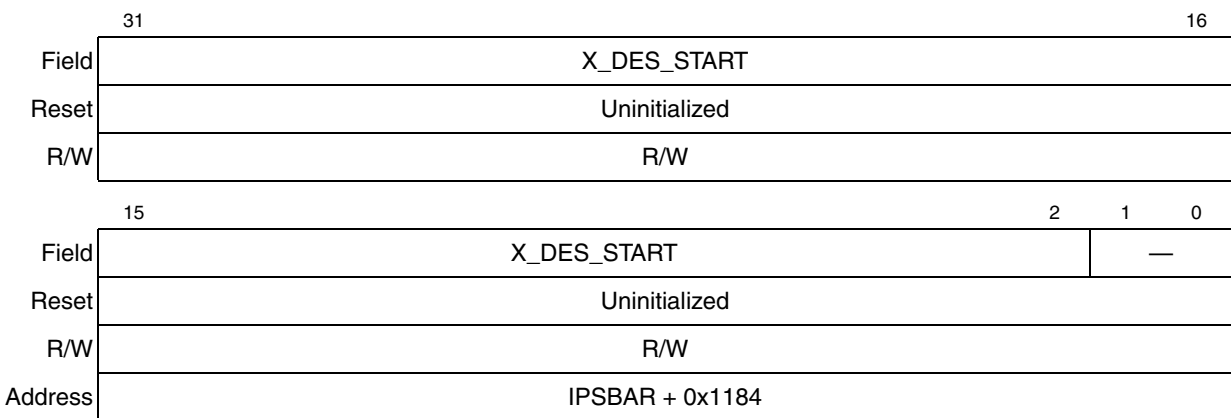 31 16
Field X_DES_START
Reset Uninitialized
R/W R/W
15 2 1 0
Field X_DES_START —
Reset Uninitialized
R/W R/W
Address IPSBAR + 0x1184